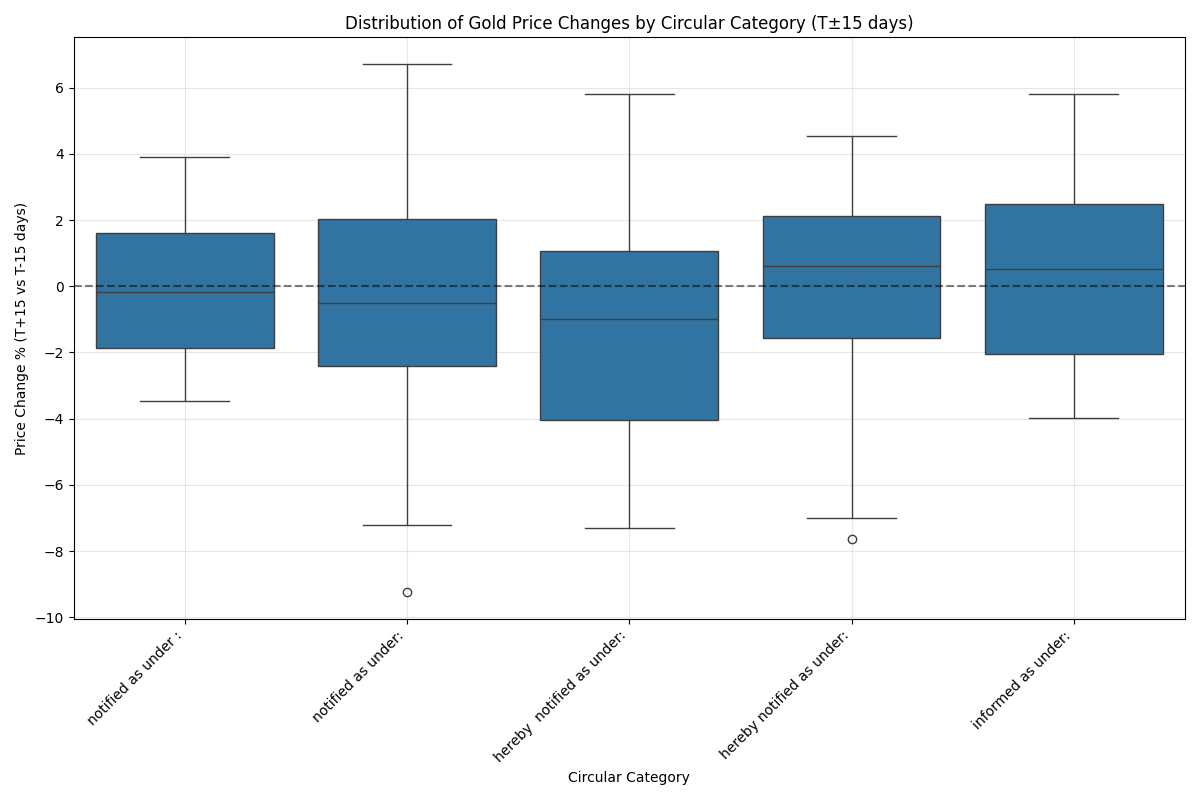 Distribution of Gold Price Changes by Circular Category (T±15 days)
Price Change % (T+15 vs T-15 days)
6
4
2
0
−2
−4
−6
−8
−10
notified as under :
notified as under:
hereby  notified as under:
hereby notified as under:
informed as under:
Circular Category